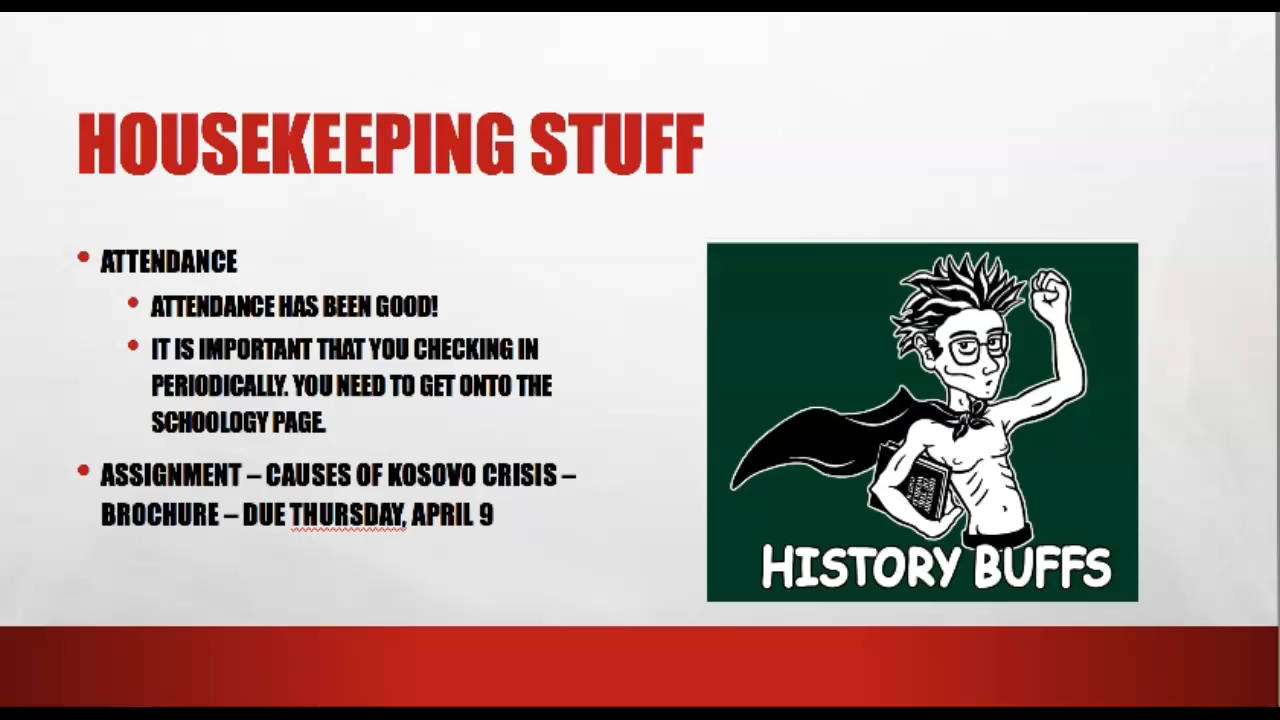 HOUSEKEEPING STUFF
• ATTENDANCE
• ATTENDANCE HAS BEEN GOOD!
• IT IS IMPORTANT THAT YOU CHECKING IN
PERIODICALLY. YOU NEED TO GET ONTO THE
SCHOOLOGY PAGE.
• ASSIGNMENT – CAUSES OF KOSOVO CRISIS –
BROCHURE – DUE THURSDAY, APRIL 9
HISTORY BUFFS